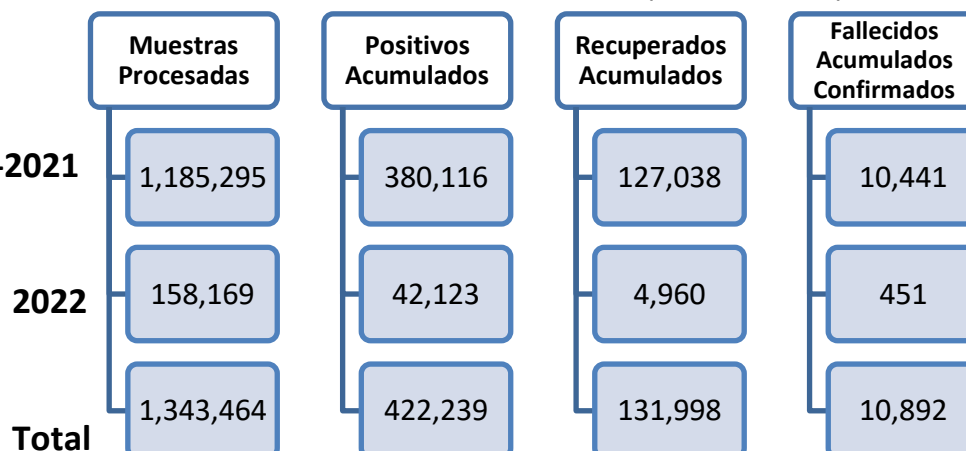 Muestras
Procesadas
Positivos
Acumulados
Recuperados
Acumulados
Fallecidos
Acumulados
Confirmados
-2021
1,185,295
380,116
127,038
10,441
2022
158,169
42,123
4,960
451
Total
1,343,464
422,239
131,998
10,892